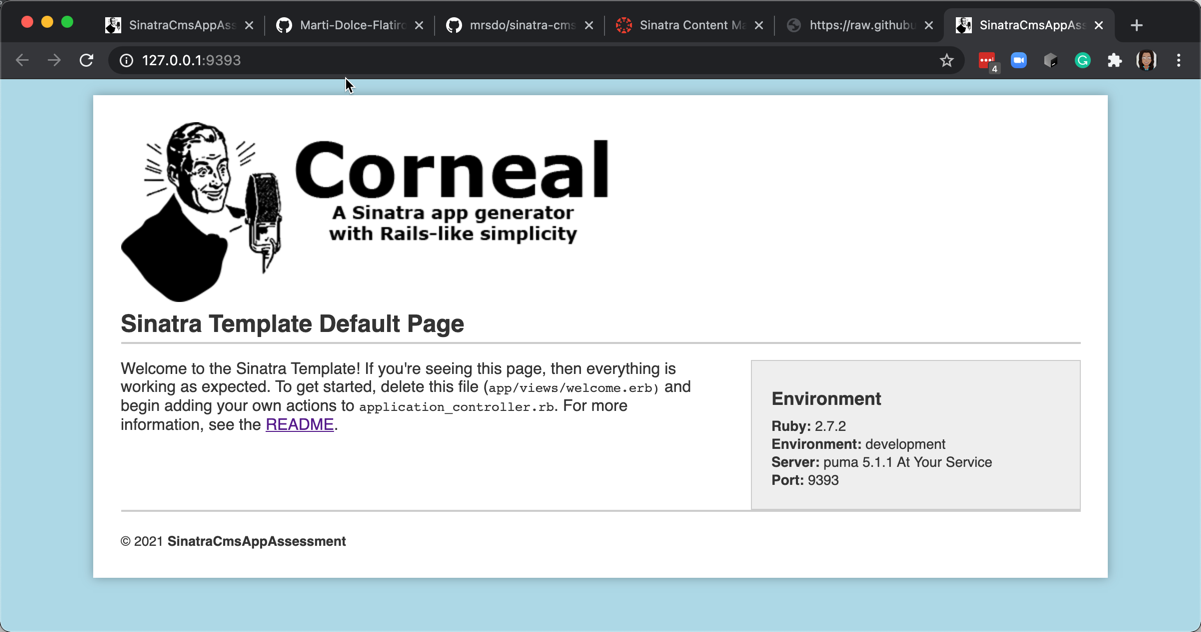 SinatraCmsAppAss
Marti-Dolce-Flatiro
mrsdo/sinatra-cms
Sinatra Content Ma
https://raw.githubu
SinatraCmsAppAss
127.0.0.1:9393
4
Corneal
A Sinatra app generator
with Rails-like simplicity
Sinatra Template Default Page
Welcome to the Sinatra Template! If you're seeing this page, then everything is
working as expected. To get started, delete this file (app/views/welcome.erb) and
begin adding your own actions to application_controller.rb. For more
information, see the README.
Environment
Ruby: 2.7.2
Environment: development
Server: puma 5.1.1 At Your Service
Port: 9393
© 2021 SinatraCmsAppAssessment